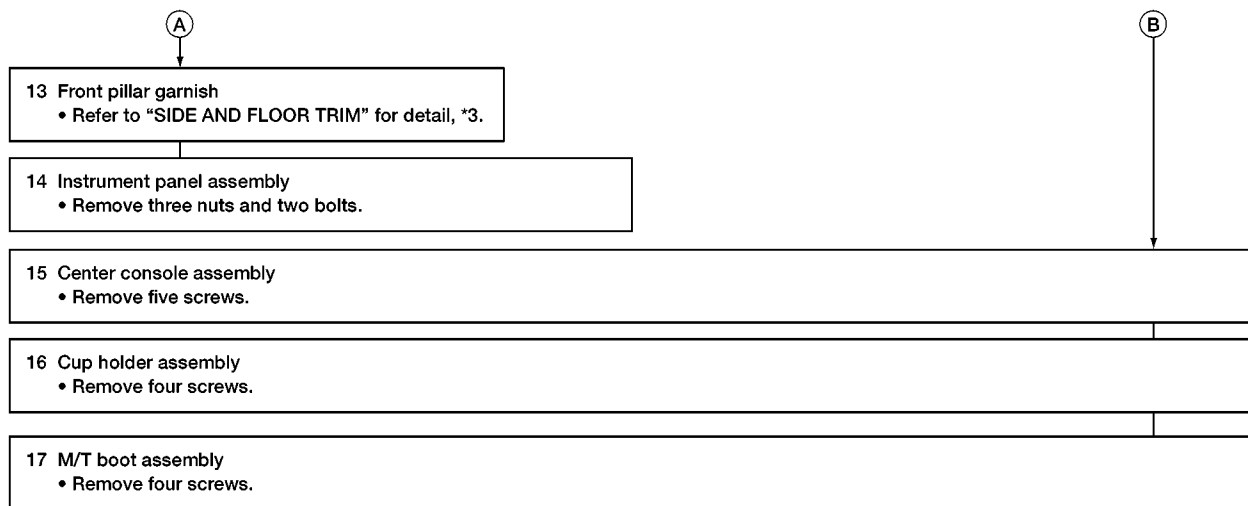 A B
13 Front pillar garnish
• Refer to “SIDE AND FLOOR TRIM” for detail, *3.
14 Instrument panel assembly
• Remove three nuts and two bolts.
15 Center console assembly
• Remove five screws.
16 Cup holder assembly
• Remove four screws.
17 M/T boot assembly
• Remove four screws.